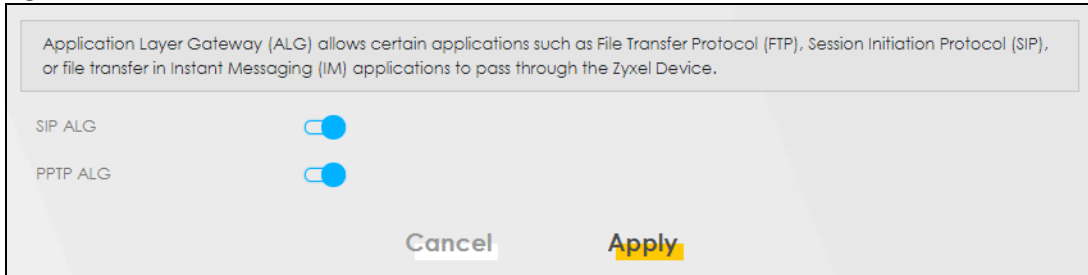 Application Layer Gateway (ALG) allows certain applications such as File Transfer Protocol (FTP), Session Initiation Protocol (SIP),
or file transfer in Instant Messaging (IM) applications to pass through the Zyxel Device.
SIP ALG
PPTP ALG
Cancel Apply